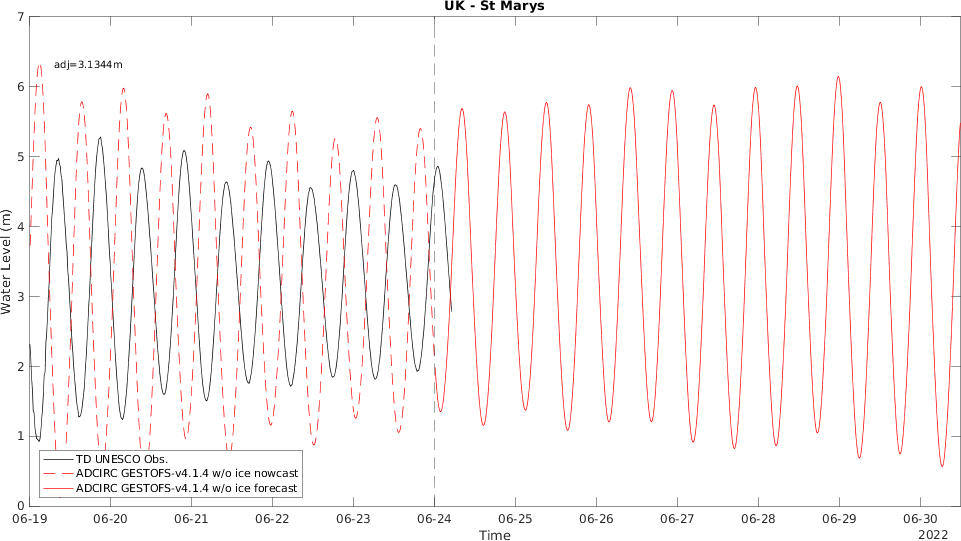 UK - St Marys
adj=3.1344m
Water Level (m)
7
6
5
4
3
2
1
0
TD UNESCO Obs.
ADCIRC GESTOFS-v4.1.4 w/o ice nowcast
ADCIRC GESTOFS-v4.1.4 w/o ice forecast
06-19 06-20 06-21 06-22 06-23 06-24 06-25 06-26 06-27 06-28 06-29 06-30
Time
2022